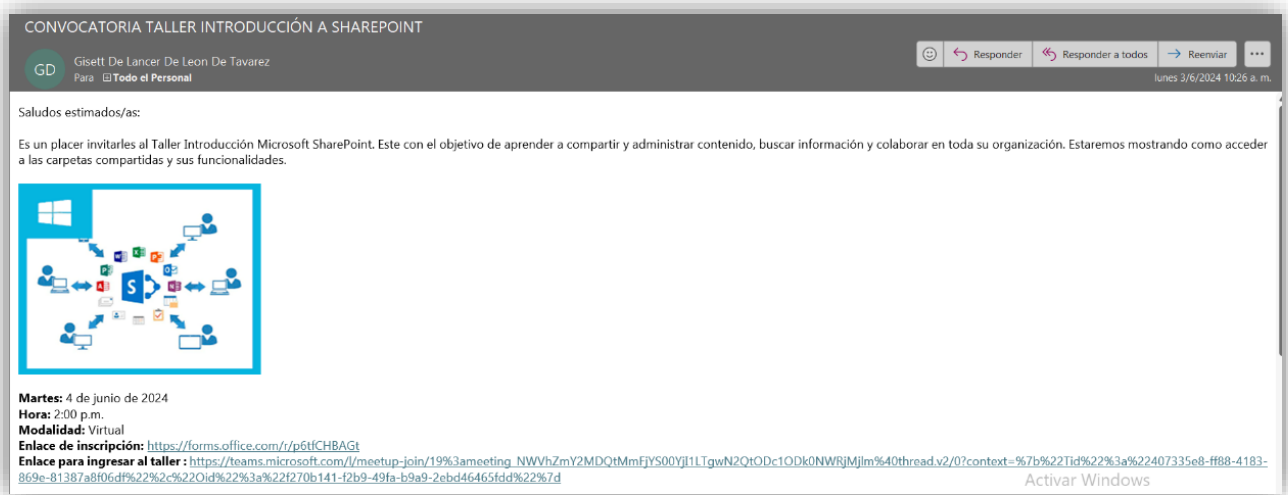 CONVOCATORIA TALLER INTRODUCCIÓN A SHAREPOINT
GD
Gisett De Lancer De Leon De Tavarez
Para Todo el Personal
Responder
Responder a todos
Reenviar
lunes 3/6/2024 10:26 a. m.
Saludos estimados/as:
Es un placer invitarles al Taller Introducción Microsoft SharePoint. Este con el objetivo de aprender a compartir y administrar contenido, buscar información y colaborar en toda su organización. Estaremos mostrando como acceder
a las carpetas compartidas y sus funcionalidades.
Martes: 4 de junio de 2024
Hora: 2:00 p.m.
Modalidad: Virtual
Enlace de inscripción: https://forms.office.com/r/p6tfCHBAGt
Enlace para ingresar al taller : https://teams.microsoft.com/l/meetup-join/19%3ameeting_NWVhZmY2MDQtMmFjYS00YjI1LTgwN2QtODc1ODk0NWRjMjlm%40thread.v2/0?context=%7b%22Tid%22%3a%22407335e8-ff88-4183-
869e-81387a8f06df%22%2c%22Oid%22%3a%22f270b141-f2b9-49fa-b9a9-2ebd46465fdd%22%7d
Activar Windows